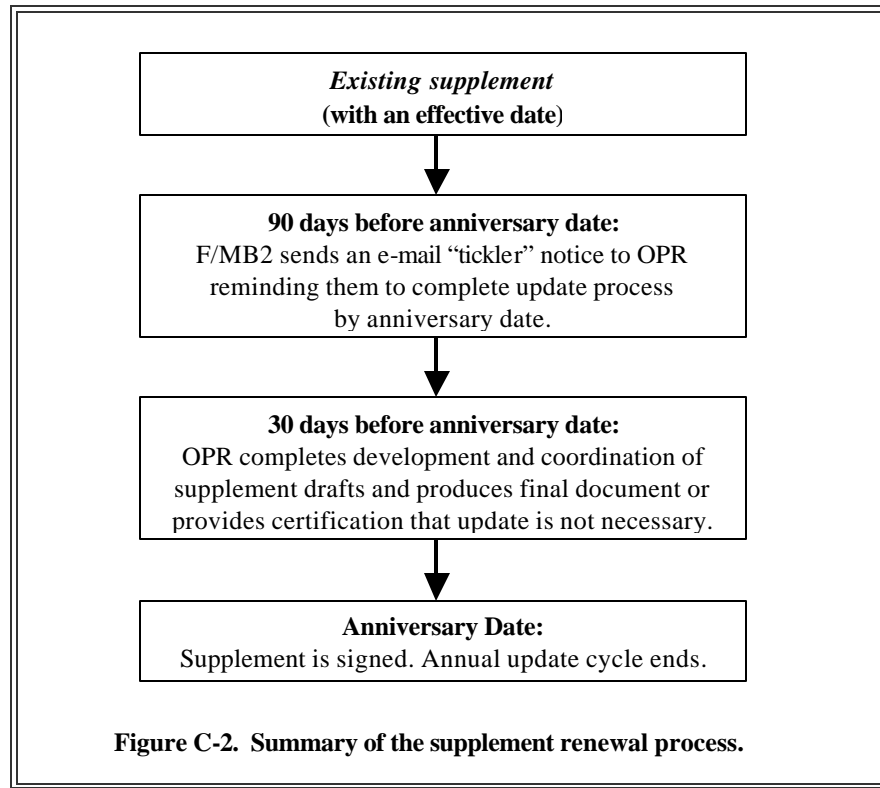 Existing supplement
(with an effective date)
90 days before anniversary date:
F/MB2 sends an e-mail “tickler” notice to OPR
reminding them to complete update process
by anniversary date.
30 days before anniversary date:
OPR completes development and coordination of
supplement drafts and produces final document or
provides certification that update is not necessary.
Anniversary Date:
Supplement is signed. Annual update cycle ends.
Figure C-2. Summary of the supplement renewal process.